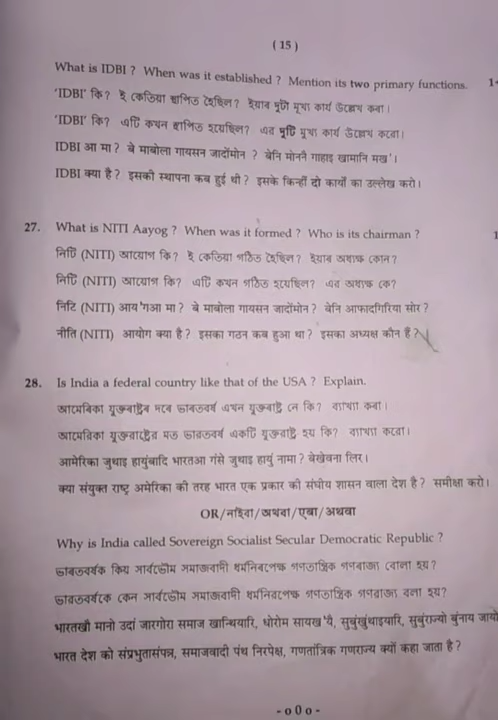 ( 15 )
What is IDBI ? When was it established ? Mention its two primary functions. 1+
'IDBI' কি? ই কেতিয়া স্থাপিত হৈছিল? ইয়াৰ দুটা মুখ্য কাৰ্য উল্লেখ কৰা।
'IDBI' কি? এটি কখন স্থাপিত হয়েছিল? এর দুটি মুখ্য কার্য উল্লেখ করো।
IDBI आ मा? बे माबोला गायसन जादोंमोन ? बेनि मोननै गाहाइ खामानि मख'।
IDBI क्या है? इसकी स्थापना कब हुई थी? इसके किन्हीं दो कार्यों का उल्लेख करो।
27. What is NITI Aayog ? When was it formed ? Who is its chairman ? 1
নিটি (NITI) আয়োগ কি? ই কেতিয়া গঠিত হৈছিল? ইয়াৰ অধ্যক্ষ কোন?
নিটি (NITI) আয়োগ কি? এটি কখন গঠিত হয়েছিল? এর অধ্যক্ষ কে?
निटि (NITI) आय'गआ मा? बे माबोला गायसन जादोंमोन? बेनि आफादगिरिया सोर?
नीति (NITI) आयोग क्या है? इसका गठन कब हुआ था? इसका अध्यक्ष कौन हैं?
28. Is India a federal country like that of the USA ? Explain.
আমেৰিকা যুক্তৰাষ্ট্ৰৰ দৰে ভাৰতবৰ্ষ এখন যুক্তৰাষ্ট্ৰ নে কি? ব্যাখ্যা কৰা।
আমেরিকা যুক্তরাষ্ট্রের মত ভারতবর্ষ একটি যুক্তরাষ্ট্র হয় কি? ব্যাখ্যা করো।
आमेरिका जुथाइ हायुंबादि भारतआ गंसे जुथाइ हायुं नामा? बेखेवना लिर।
क्या संयुक्त राष्ट्र अमेरिका की तरह भारत एक प्रकार की संघीय शासन वाला देश है? समीक्षा करो।
OR/নাইবা/অথবা/एबा/अथवा
Why is India called Sovereign Socialist Secular Democratic Republic ?
ভাৰতবৰ্ষক কিয় সাৰ্বভৌম সমাজবাদী ধৰ্মনিৰপেক্ষ গণতান্ত্ৰিক গণৰাজ্য বোলা হয়?
ভারতবর্ষকে কেন সার্বভৌম সমাজবাদী ধর্মনিরপেক্ষ গণতান্ত্রিক গণরাজ্য বলা হয়?
भारतखौ मानो उदां जारगोरा समाज खान्थियारि, धोरोम सायख'यै, सुबुंखुंथाइयारि, सुबुंराज्यो बुंनाय जायो
भारत देश को संप्रभुतासंपन्न, समाजवादी पंथ निरपेक्ष, गणतांत्रिक गणराज्य क्यों कहा जाता है?
- o 0 o -